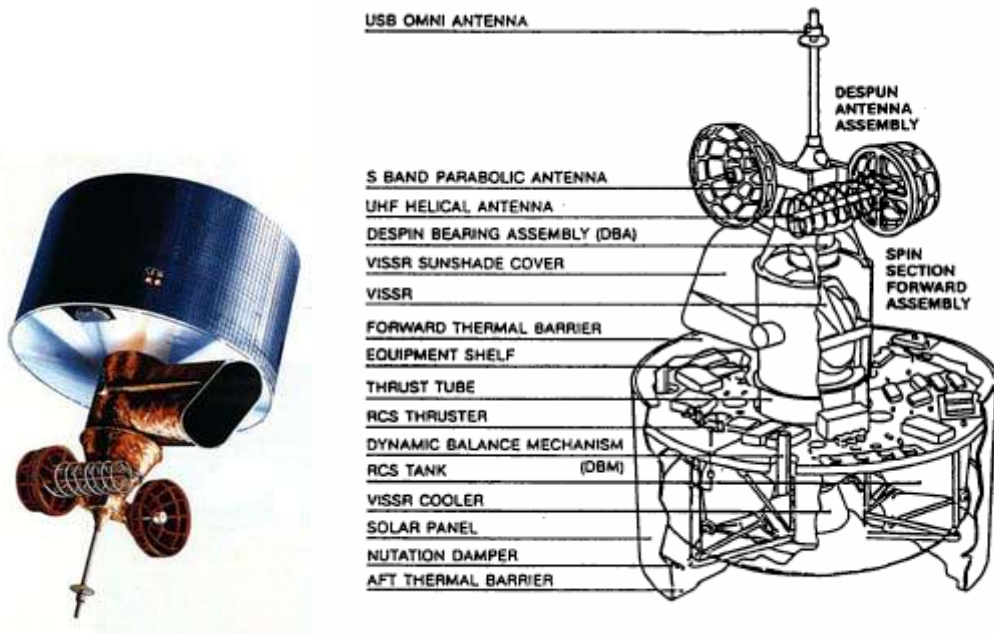 USB OMNI ANTENNA
DESPUN
ANTENNA
ASSEMBLY
S BAND PARABOLIC ANTENNA
UHF HELICAL ANTENNA
DESPIN BEARING ASSEMBLY (DBA)
VISSR SUNSHADE COVER
VISSR
SPIN
SECTION
FORWARD
ASSEMBLY
FORWARD THERMAL BARRIER
EQUIPMENT SHELF
THRUST TUBE
RCS THRUSTER
DYNAMIC BALANCE MECHANISM
(DBM)
RCS TANK
VISSR COOLER
SOLAR PANEL
NUTATION DAMPER
AFT THERMAL BARRIER